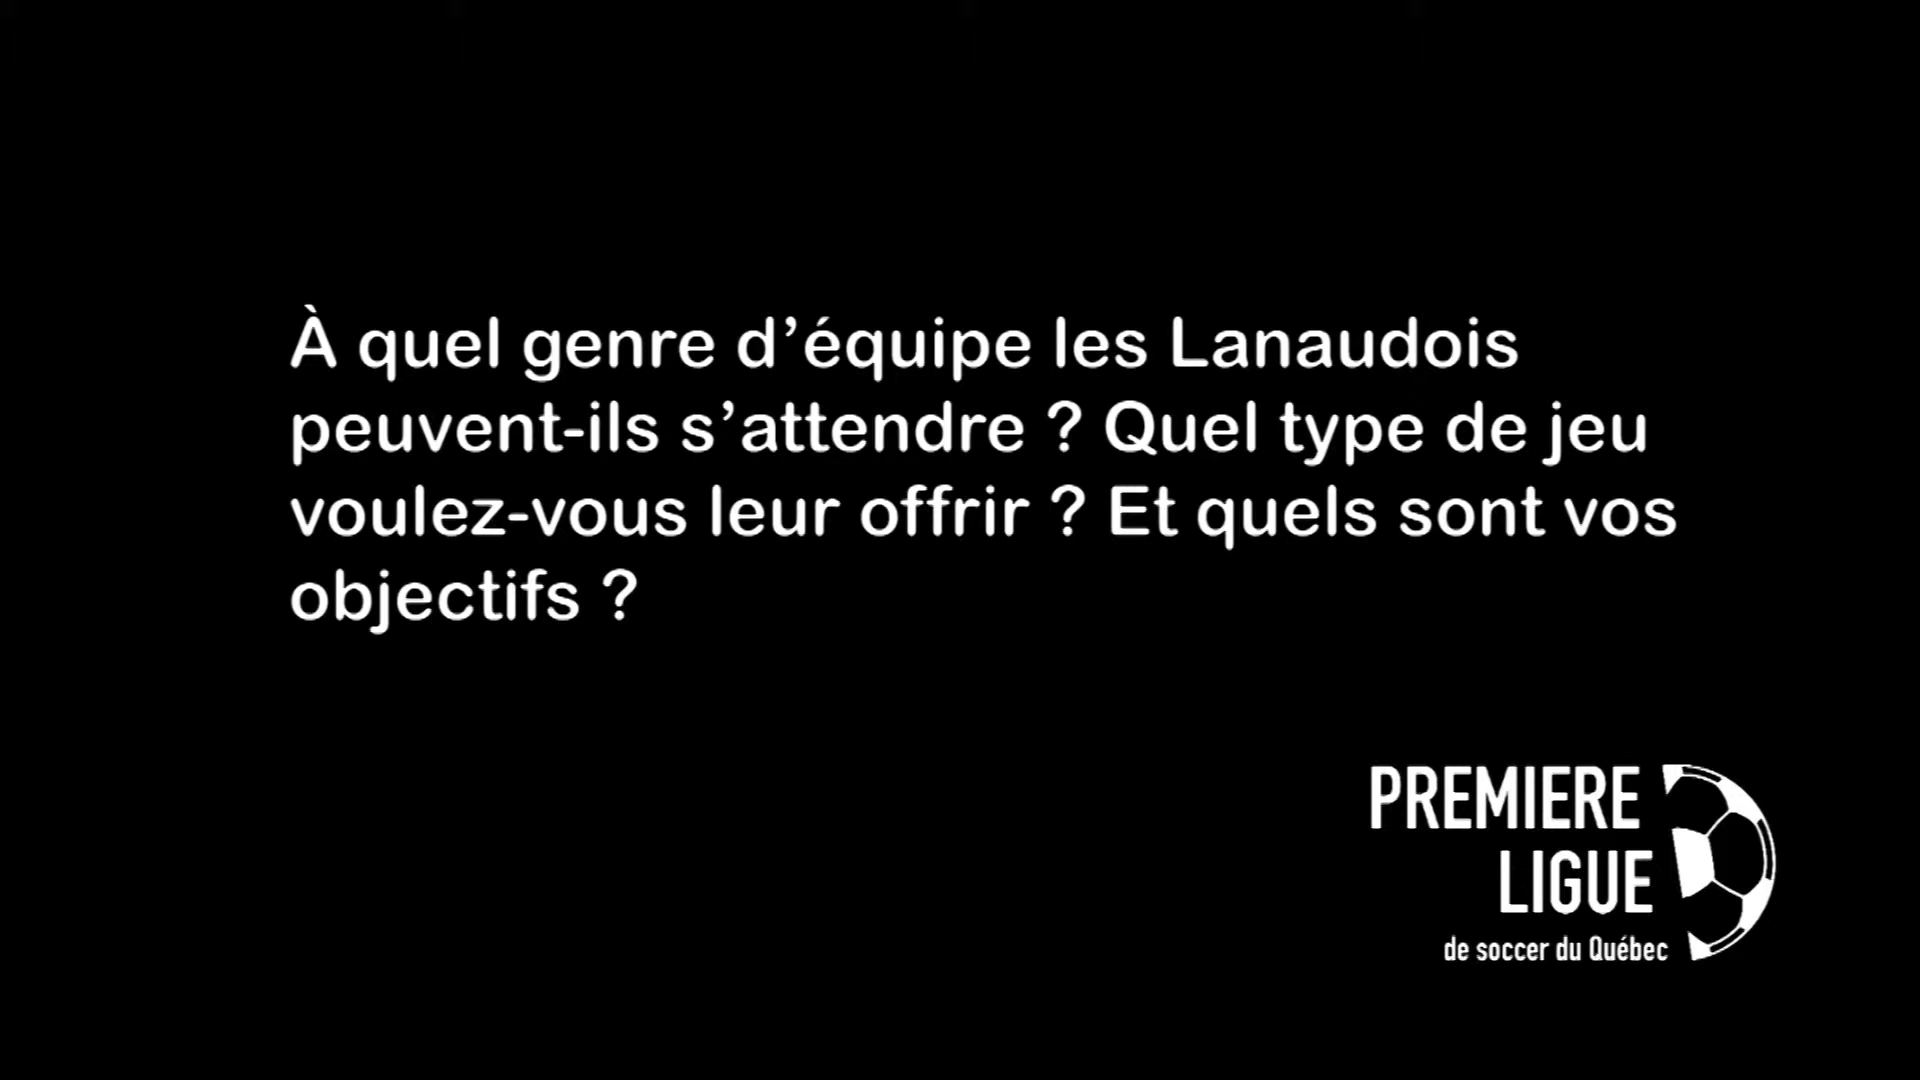 À quel genre d’équipe les Lanaudois
peuvent-ils s’attendre ? Quel type de jeu
voulez-vous leur offrir ? Et quels sont vos
objectifs ?
PREMIERE
LIGUE
de soccer du Québec